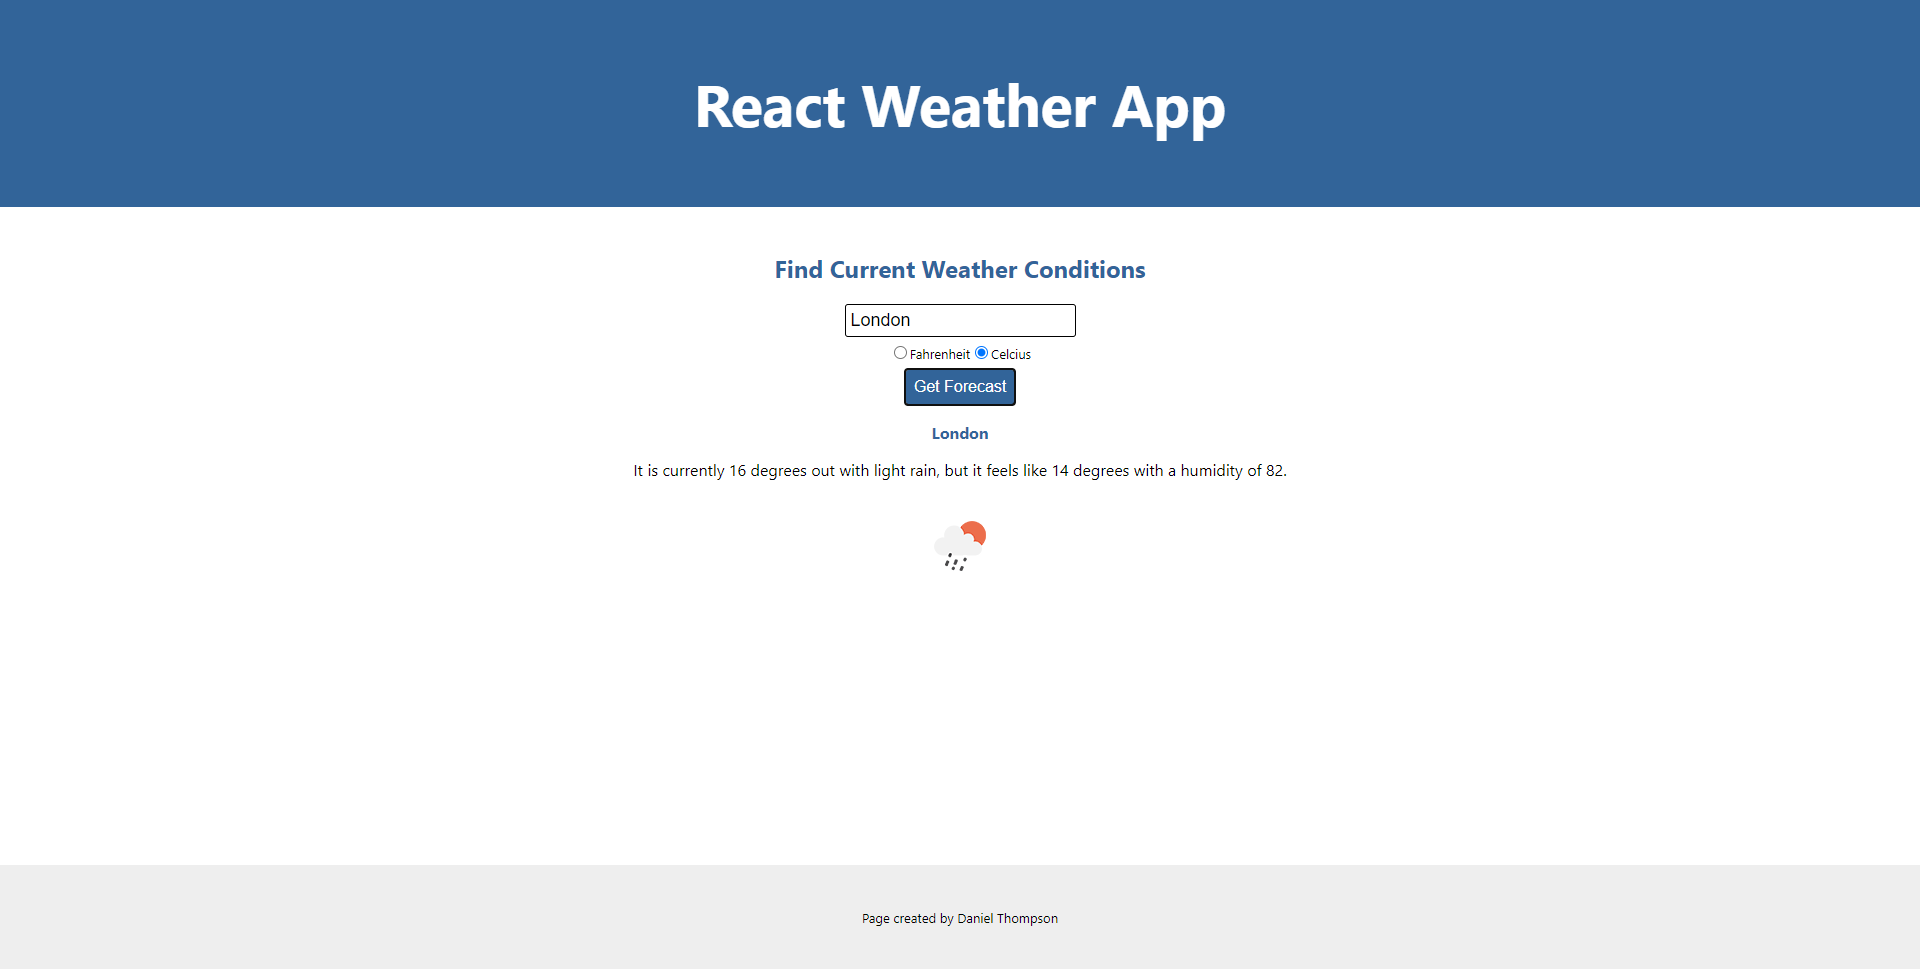 React Weather App
Find Current Weather Conditions
London
Fahrenheit Celcius
Get Forecast
London
It is currently 16 degrees out with light rain, but it feels like 14 degrees with a humidity of 82.
Page created by Daniel Thompson